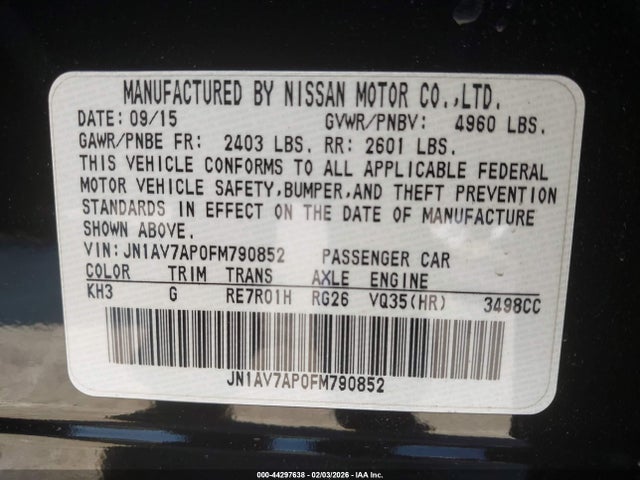 MANUFACTURED BY NISSAN MOTOR CO.,LTD.
DATE: 09/15 GVWR/PNBV: 4960 LBS.
GAWR/PNBE FR: 2403 LBS. RR: 2601 LBS.
THIS VEHICLE CONFORMS TO ALL APPLICABLE FEDERAL
MOTOR VEHICLE SAFETY,BUMPER,AND THEFT PREVENTION
STANDARDS IN EFFECT ON THE DATE OF MANUFACTURE
SHOWN ABOVE.
VIN: JN1AV7AP0FM790852 PASSENGER CAR
COLOR TRIM TRANS AXLE ENGINE
KH3 G RE7R01H RG26 VQ35(HR) 3498CC
JN1AV7AP0FM790852
000-44297638 - 02/03/2026 - IAA Inc.